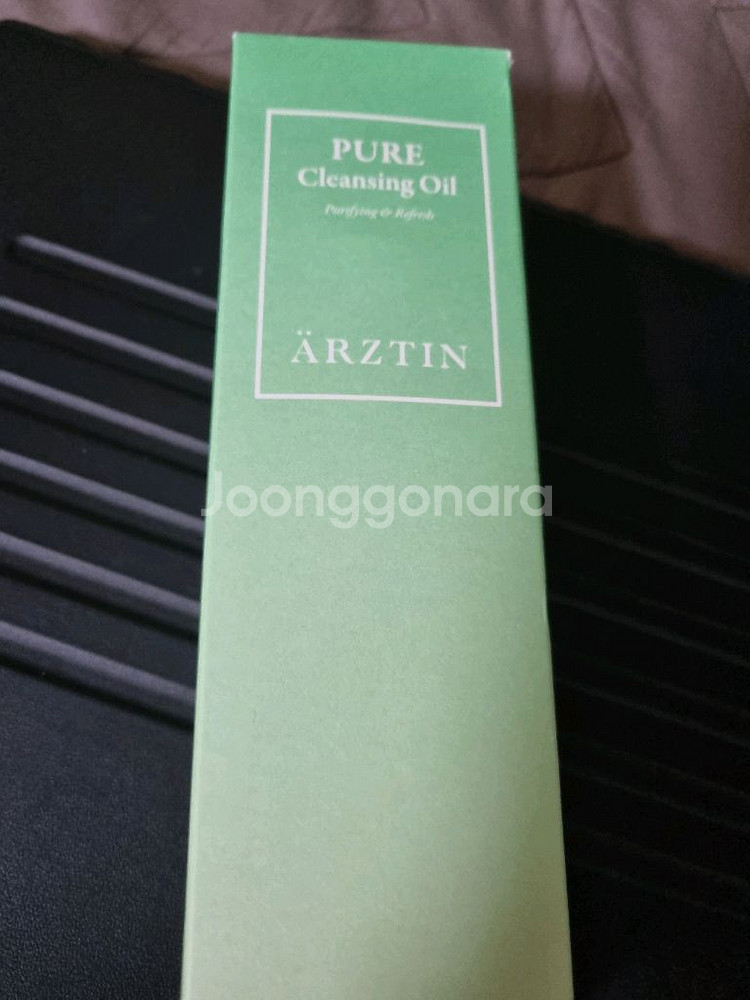 PURE
Cleansing Oil
Purifying & Refresh
ÄRZTIN
Joonggonara